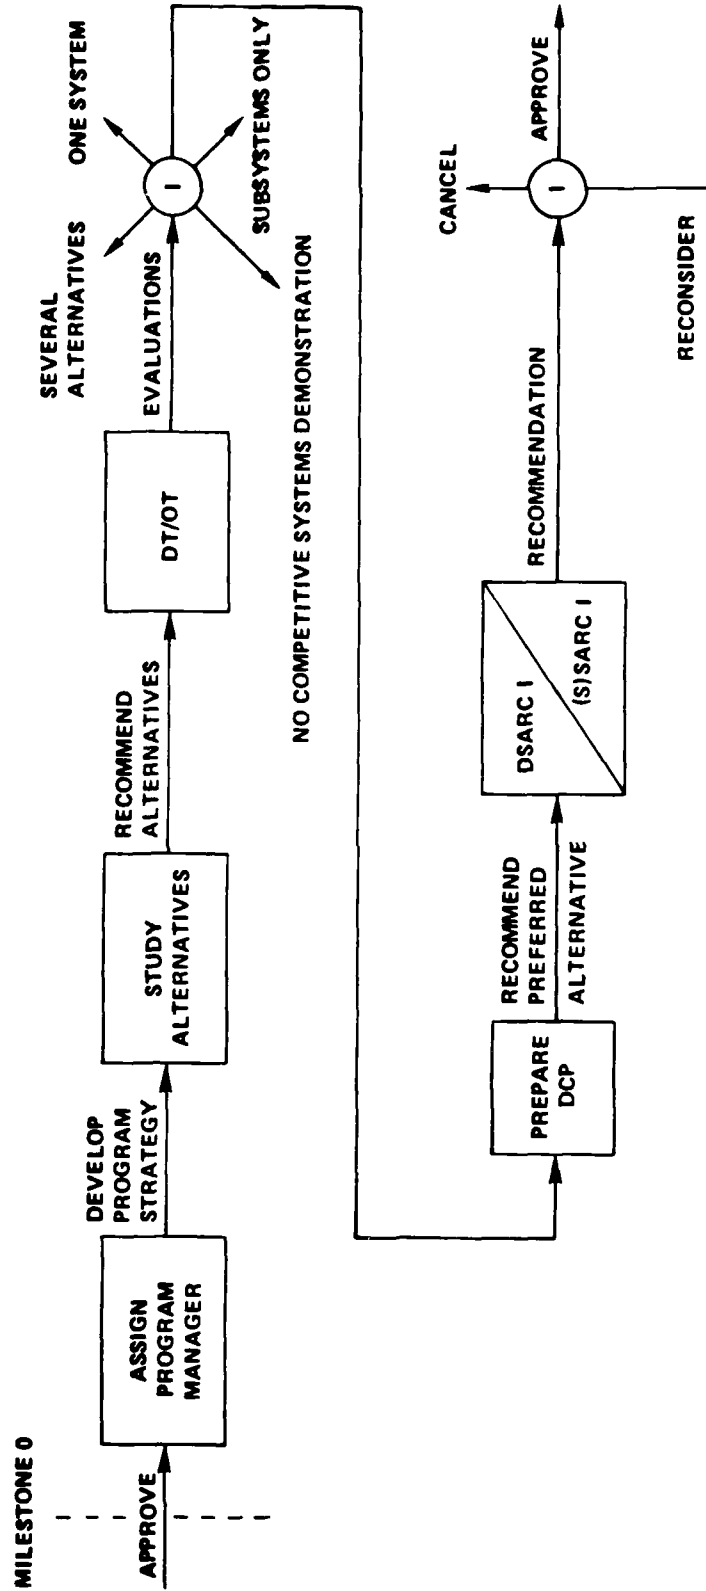 MILESTONE 0
APPROVE
ASSIGN
PROGRAM
MANAGER
DEVELOP
PROGRAM
STRATEGY
STUDY
ALTERNATIVES
RECOMMEND
ALTERNATIVES
DT/OT
EVALUATIONS
SEVERAL
ALTERNATIVES
ONE SYSTEM
I
SUBSYSTEMS ONLY
NO COMPETITIVE SYSTEMS DEMONSTRATION
PREPARE
DCP
RECOMMEND
PREFERRED
ALTERNATIVE
DSARC I
(S)SARC I
RECOMMENDATION
CANCEL
I
APPROVE
RECONSIDER